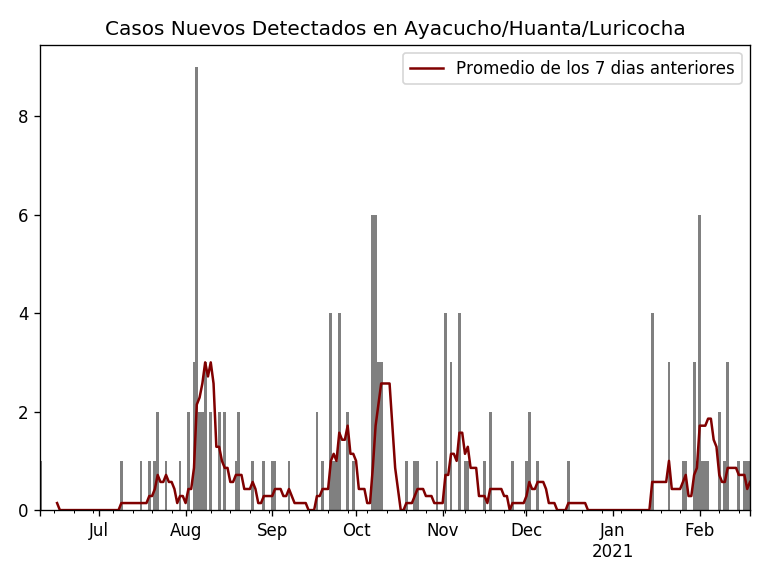 Casos Nuevos Detectados en Ayacucho/Huanta/Luricocha
Promedio de los 7 dias anteriores
8
6
4
2
0
Jul Aug Sep Oct Nov Dec Jan Feb
2021